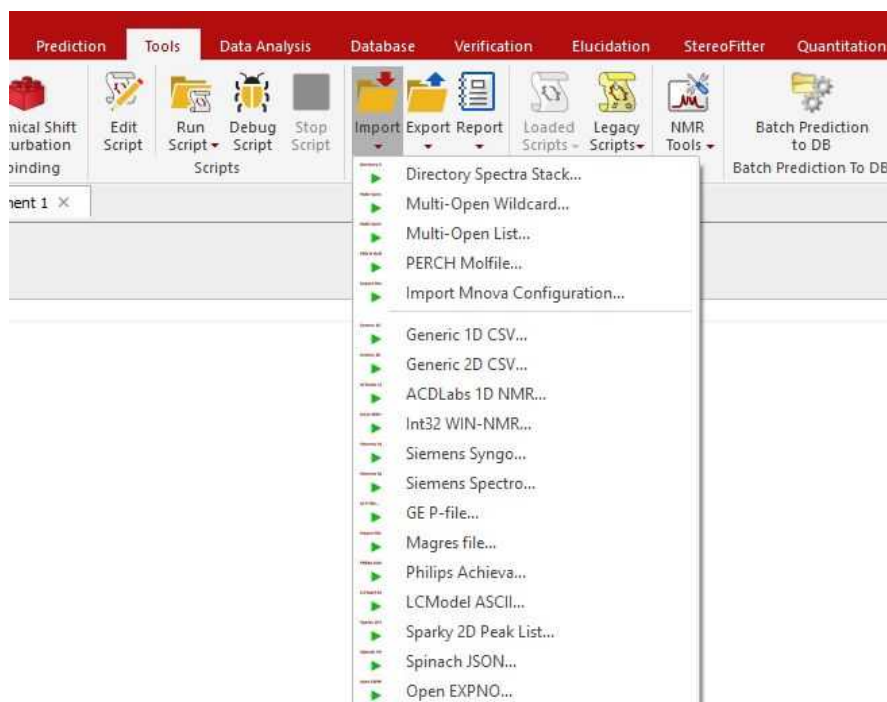 Prediction Tools Data Analysis Database Verification Elucidation StereoFitter Quantitation
mical Shift Edit Run Debug Stop Import Export Report Loaded Legacy NMR Batch Prediction
urbation Script Script Script Script Scripts Scripts Tools to DB
binding Scripts Batch Prediction To DB
ment 1 ×
Directory Spectra Stack...
Multi-Open Wildcard...
Multi-Open List...
PERCH Molfile...
Import Mnova Configuration...
Generic 1D CSV...
Generic 2D CSV...
ACDLabs 1D NMR...
Int32 WIN-NMR...
Siemens Syngo...
Siemens Spectro...
GE P-file...
Magres file...
Philips Achieva...
LCModel ASCII...
Sparky 2D Peak List...
Spinach JSON...
Open EXPNO...